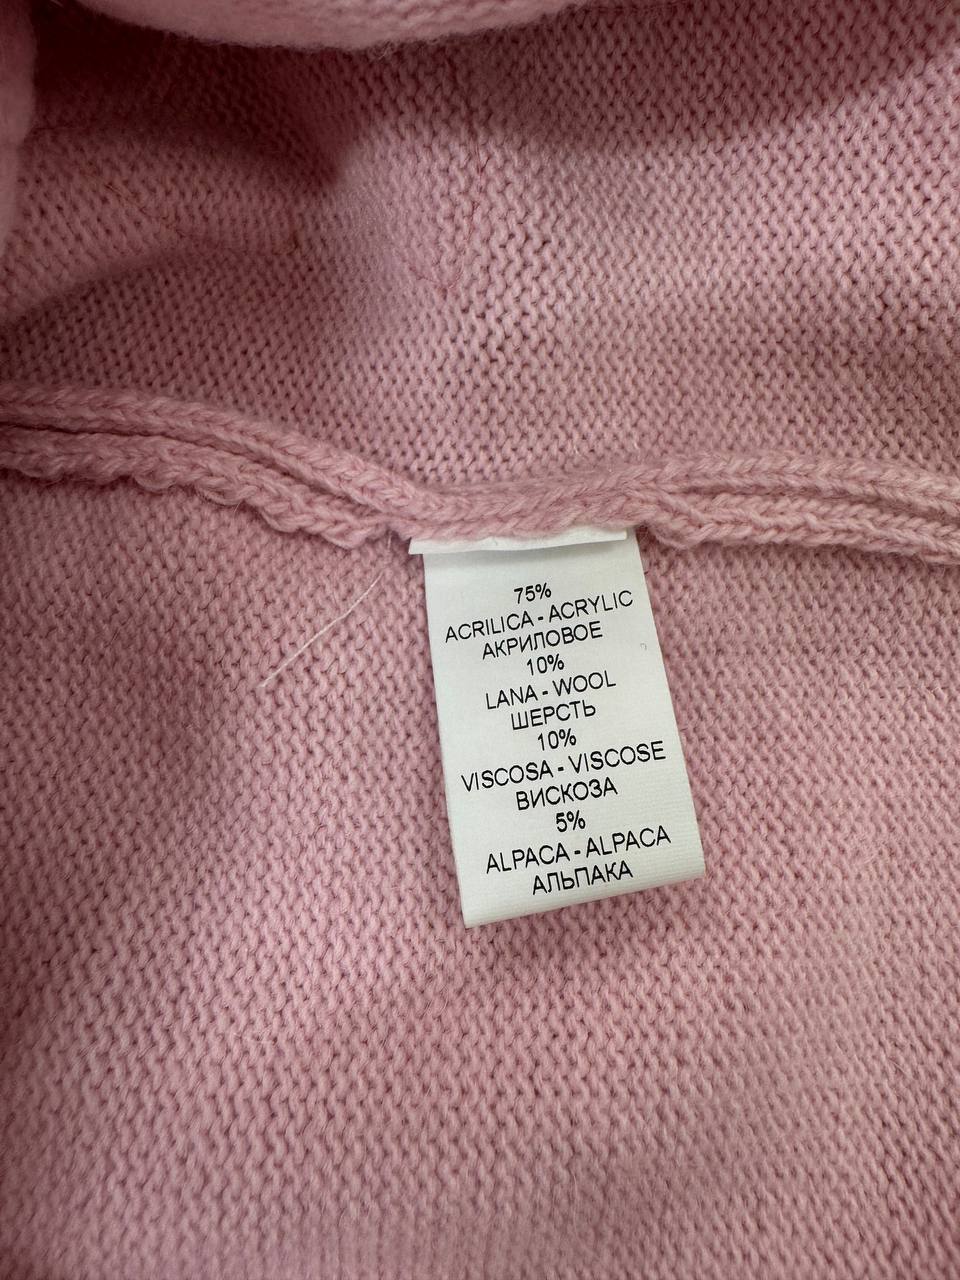 75%
ACRILICA - ACRYLIC
АКРИЛОВОЕ
10%
LANA - WOOL
ШЕРСТЬ
10%
VISCOSA - VISCOSE
ВИСКОЗА
5%
ALPACA - ALPACA
АЛЬПАКА